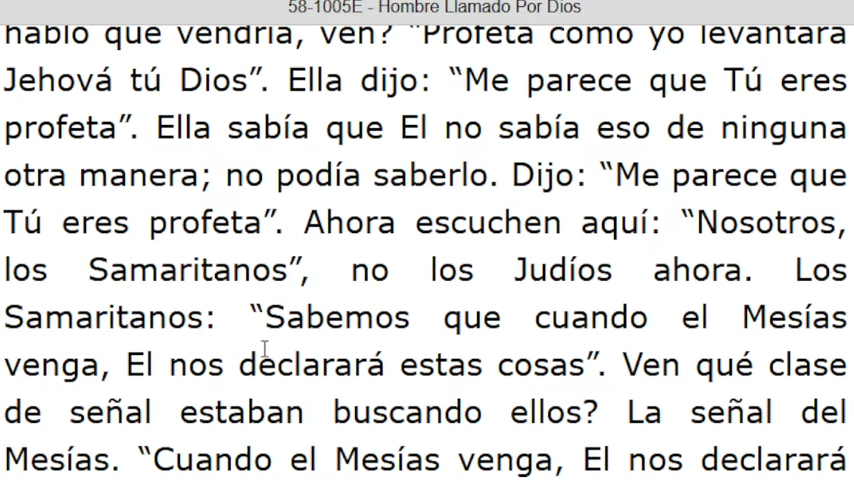 58-1005E - Hombre Llamado Por Dios
habló que vendría, ven? “Profeta como yo levantará
Jehová tú Dios”. Ella dijo: “Me parece que Tú eres
profeta”. Ella sabía que El no sabía eso de ninguna
otra manera; no podía saberlo. Dijo: “Me parece que
Tú eres profeta”. Ahora escuchen aquí: “Nosotros,
los Samaritanos”, no los Judíos ahora. Los
Samaritanos: “Sabemos que cuando el Mesías
venga, El nos declarará estas cosas”. Ven qué clase
de señal estaban buscando ellos? La señal del
Mesías. “Cuando el Mesías venga, El nos declarará